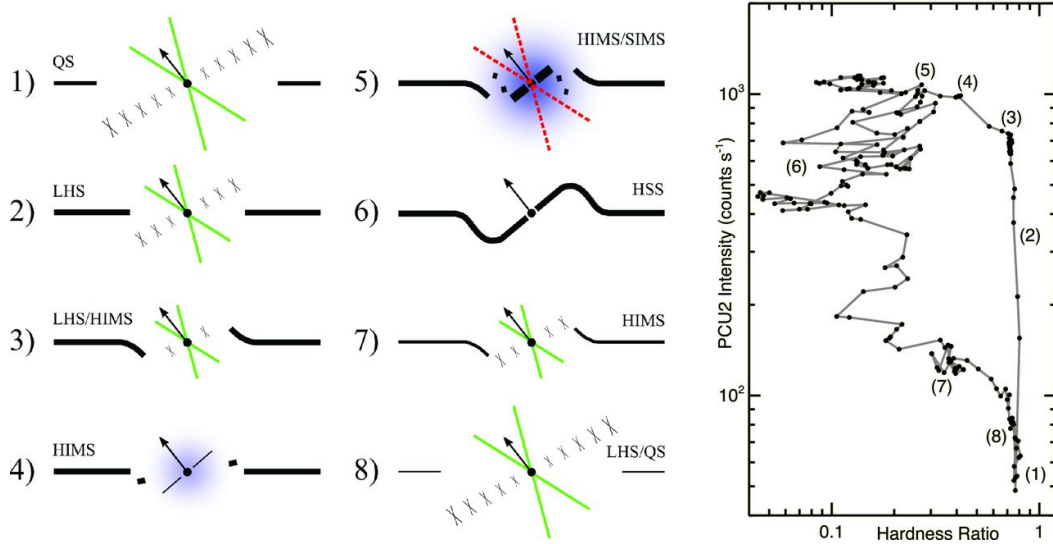 1) QS
2) LHS
3) LHS/HIMS
4) HIMS
5) HIMS/SIMS
6) HSS
7) HIMS
8) LHS/QS
PCU2 Intensity (counts s⁻¹)
10³
10²
(5)
(4)
(3)
(6)
(2)
(7)
(8)
(1)
0.1
1
Hardness Ratio